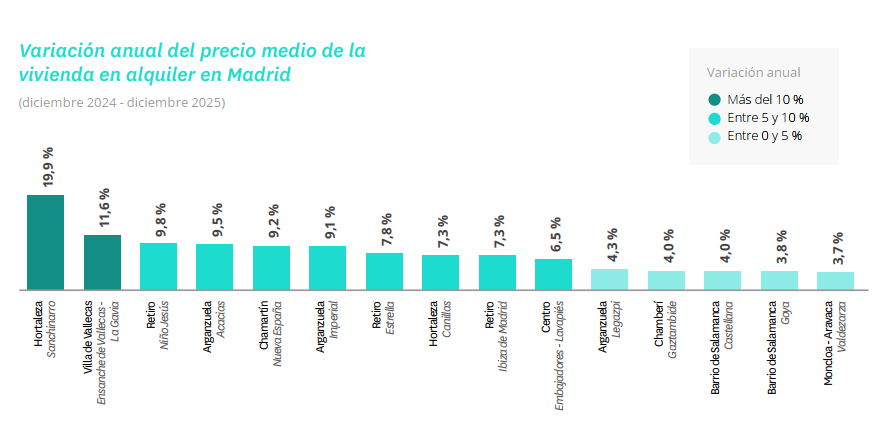 Variación anual del precio medio de la
vivienda en alquiler en Madrid
(diciembre 2024 - diciembre 2025)
Variación anual
Más del 10 %
Entre 5 y 10 %
Entre 0 y 5 %
19,9 %
11,6 %
9,8 %
9,5 %
9,2 %
9,1 %
7,8 %
7,3 %
7,3 %
6,5 %
4,3 %
4,0 %
4,0 %
3,8 %
3,7 %
Hortaleza
Sanchinarro
Villa de Vallecas
Ensanche de Vallecas -
La Gavia
Retiro
Niño Jesús
Arganzuela
Acacias
Chamartín
Nueva España
Arganzuela
Imperial
Retiro
Estrella
Hortaleza
Canillas
Retiro
Ibiza de Madrid
Centro
Embajadores - Lavapiés
Arganzuela
Legazpi
Chamberí
Gaztambide
Barrio de Salamanca
Castellana
Barrio de Salamanca
Goya
Moncloa - Aravaca
Valdezarza